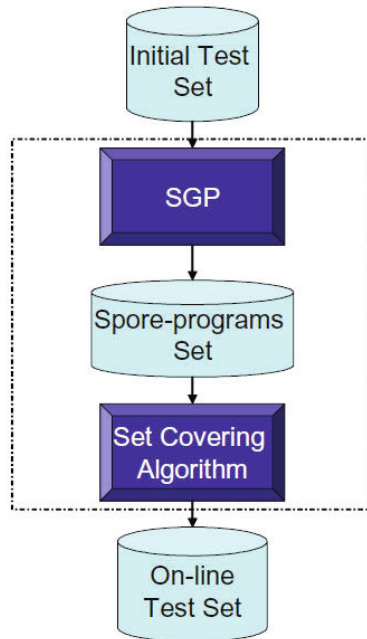 Initial Test
Set
SGP
Spore-programs
Set
Set Covering
Algorithm
On-line
Test Set